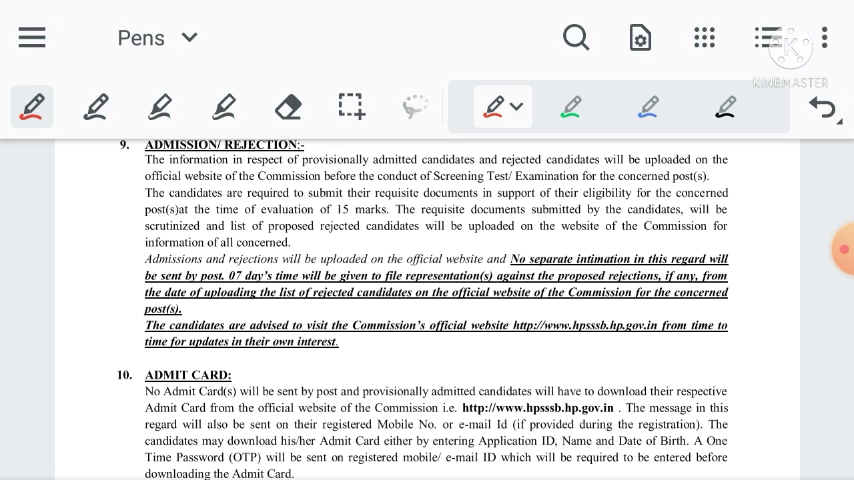 Pens
KINEMASTER
9. ADMISSION/ REJECTION:-
The information in respect of provisionally admitted candidates and rejected candidates will be uploaded on the
official website of the Commission before the conduct of Screening Test/ Examination for the concerned post(s).
The candidates are required to submit their requisite documents in support of their eligibility for the concerned
post(s)at the time of evaluation of 15 marks. The requisite documents submitted by the candidates, will be
scrutinized and list of proposed rejected candidates will be uploaded on the website of the Commission for
information of all concerned.
Admissions and rejections will be uploaded on the official website and No separate intimation in this regard will
be sent by post. 07 day's time will be given to file representation(s) against the proposed rejections, if any, from
the date of uploading the list of rejected candidates on the official website of the Commission for the concerned
post(s).
The candidates are advised to visit the Commission's official website http://www.hpsssb.hp.gov.in from time to
time for updates in their own interest.
10. ADMIT CARD:
No Admit Card(s) will be sent by post and provisionally admitted candidates will have to download their respective
Admit Card from the official website of the Commission i.e. http://www.hpsssb.hp.gov.in . The message in this
regard will also be sent on their registered Mobile No. or e-mail Id (if provided during the registration). The
candidates may download his/her Admit Card either by entering Application ID, Name and Date of Birth. A One
Time Password (OTP) will be sent on registered mobile/ e-mail ID which will be required to be entered before
downloading the Admit Card.